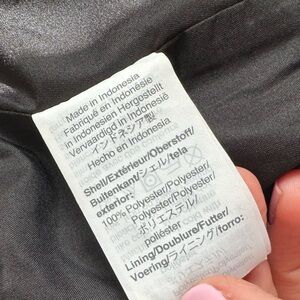 Made in Indonesia
Fabriqué en Indonésie
in Indonesien Hergestellt
Vervaardigd in Indonesië
インドネシア製
Hecho en Indonesia
Shell/Extérieur/Oberstoff/
Buitenkant/シェル/tela
exterior:
100% Polyester/Polyester/
Polyester/Polyester/
ポリエステル/
poliéster
Lining/Doublure/Futter/
Voering/ライニング/forro: